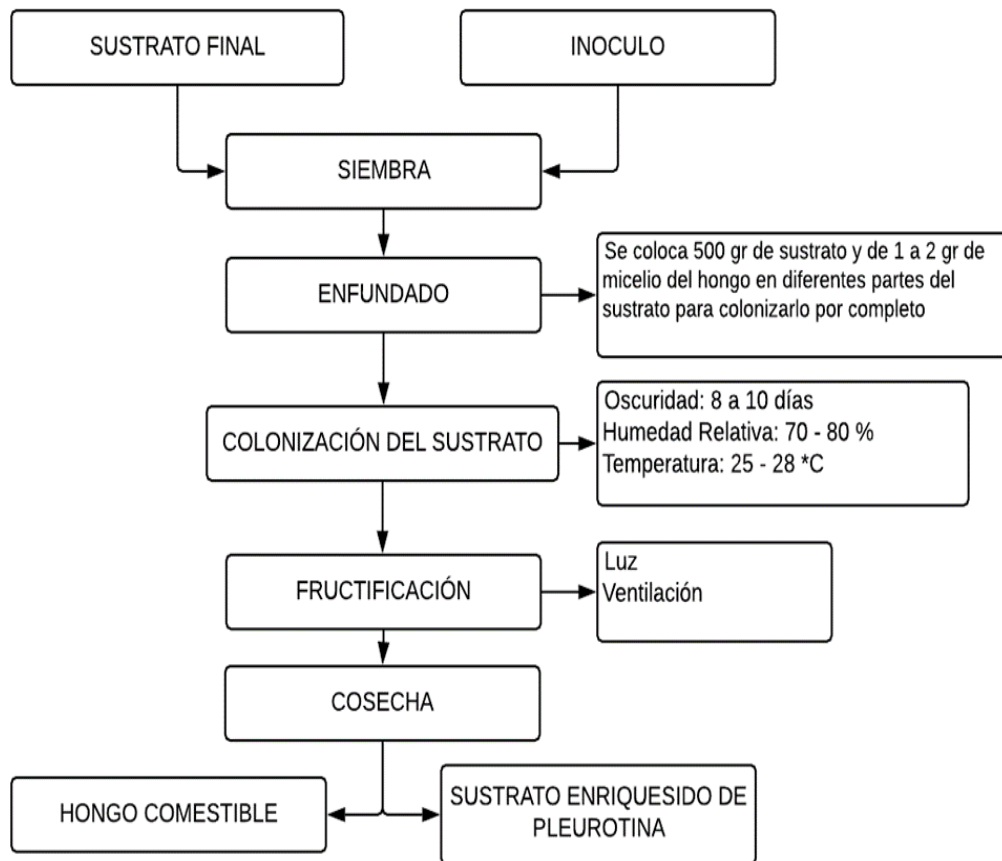 SUSTRATO FINAL
INOCULO
SIEMBRA
ENFUNDADO
Se coloca 500 gr de sustrato y de 1 a 2 gr de
micelio del hongo en diferentes partes del
sustrato para colonizarlo por completo
COLONIZACIÓN DEL SUSTRATO
Oscuridad: 8 a 10 días
Humedad Relativa: 70 - 80 %
Temperatura: 25 - 28 *C
FRUCTIFICACIÓN
Luz
Ventilación
COSECHA
HONGO COMESTIBLE
SUSTRATO ENRIQUESIDO DE
PLEUROTINA